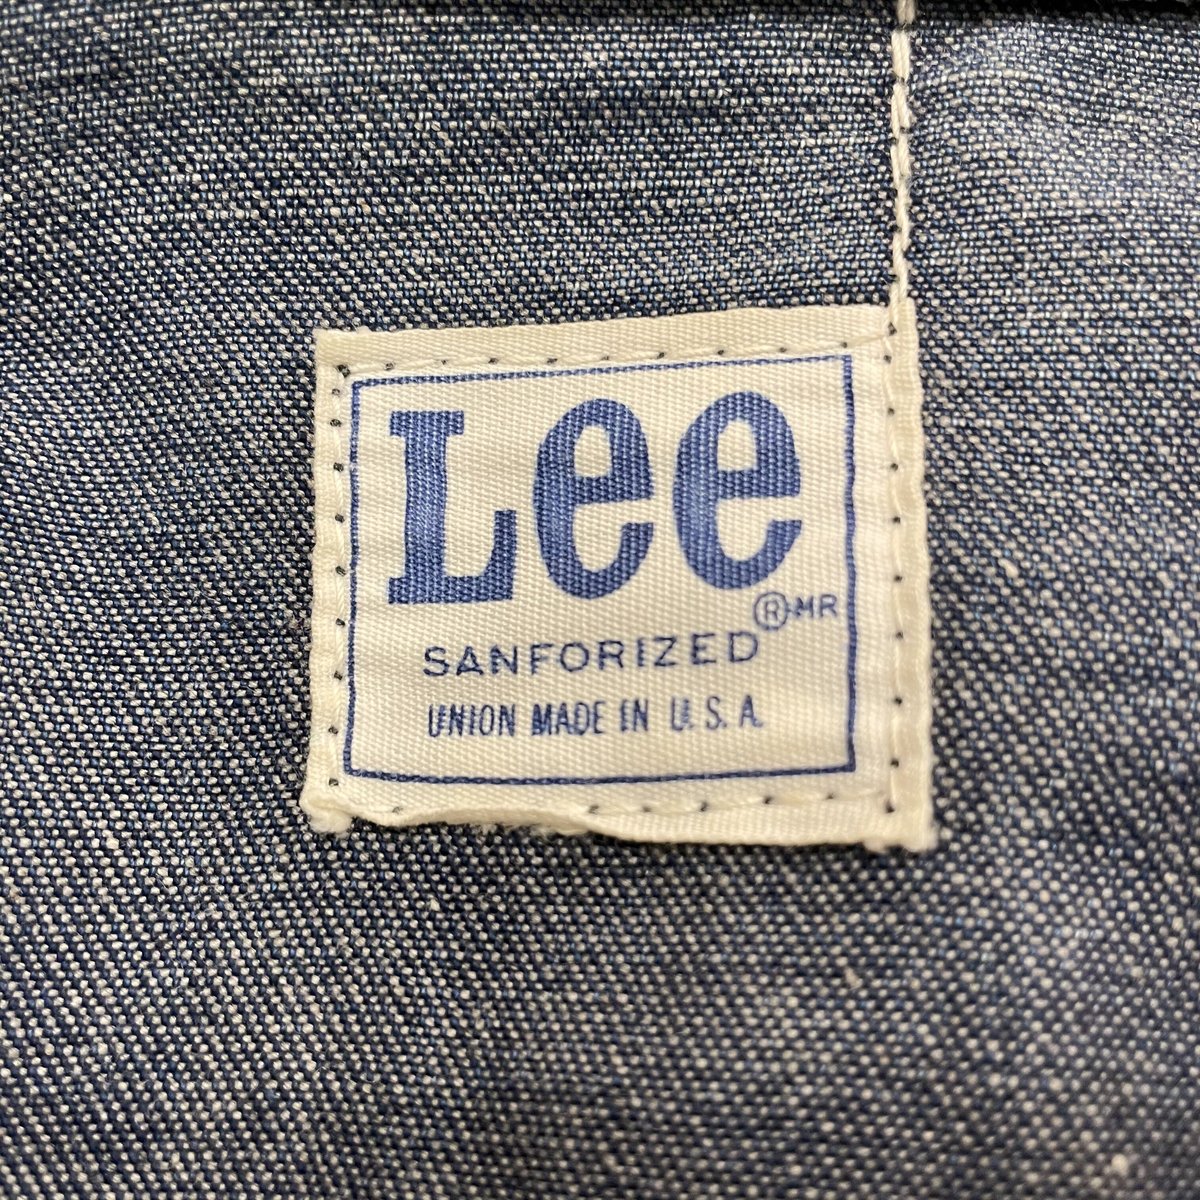 Lee
®-MR
SANFORIZED
UNION MADE IN U.S.A.